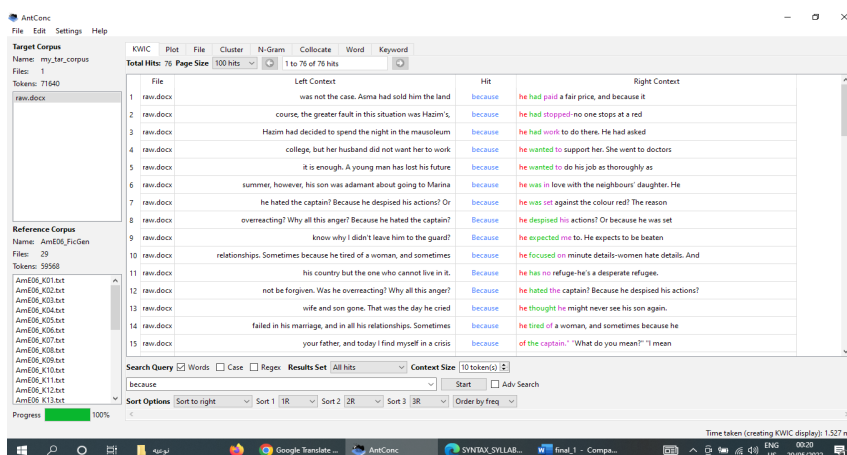 AntConc
File Edit Settings Help
Target Corpus
Name: my_tar_corpus
Files: 1
Tokens: 71640
raw.docx
Reference Corpus
Name: AmE06_FicGen
Files: 29
Tokens: 59568
AmE06_K01.txt
AmE06_K02.txt
AmE06_K03.txt
AmE06_K04.txt
AmE06_K05.txt
AmE06_K06.txt
AmE06_K07.txt
AmE06_K08.txt
AmE06_K09.txt
AmE06_K10.txt
AmE06_K11.txt
AmE06_K12.txt
AmE06_K13.txt
Progress 100%
KWIC Plot File Cluster N-Gram Collocate Word Keyword
Total Hits: 76 Page Size 100 hits 1 to 76 of 76 hits
File Left Context Hit Right Context
1 raw.docx was not the case. Asma had sold him the land because he had paid a fair price, and because it
2 raw.docx course, the greater fault in this situation was Hazim's, because he had stopped-no one stops at a red
3 raw.docx Hazim had decided to spend the night in the mausoleum because he had work to do there. He had asked
4 raw.docx college, but her husband did not want her to work because he wanted to support her. She went to doctors
5 raw.docx it is enough. A young man has lost his future because he wanted to do his job as thoroughly as
6 raw.docx summer, however, his son was adamant about going to Marina because he was in love with the neighbours' daughter. He
7 raw.docx he hated the captain? Because he despised his actions? Or because he was set against the colour red? The reason
8 raw.docx overreacting? Why all this anger? Because he hated the captain? Because he despised his actions? Or because he was set
9 raw.docx know why I didn't leave him to the guard? Because he expected me to. He expects to be beaten
10 raw.docx relationships. Sometimes because he tired of a woman, and sometimes because he focused on minute details-women hate details. And
11 raw.docx his country but the one who cannot live in it. Because he has no refuge-he's a desperate refugee.
12 raw.docx not be forgiven. Was he overreacting? Why all this anger? Because he hated the captain? Because he despised his actions?
13 raw.docx wife and son gone. That was the day he cried Because he thought he might never see his son again.
14 raw.docx failed in his marriage, and in all his relationships. Sometimes because he tired of a woman, and sometimes because he
15 raw.docx your father, and today I find myself in a crisis because of the captain." "What do you mean?" "I mean
Search Query Words Case Regex Results Set All hits Context Size 10 token(s)
because Start Adv Search
Sort Options Sort to right Sort 1 1R Sort 2 2R Sort 3 3R Order by freq
Time taken (creating KWIC display): 1.527 m
نوعيه Google Translate ... AntConc SYNTAX_SYLLAB... final_1 - Compa... ENG 00:20
US 20/05/2022